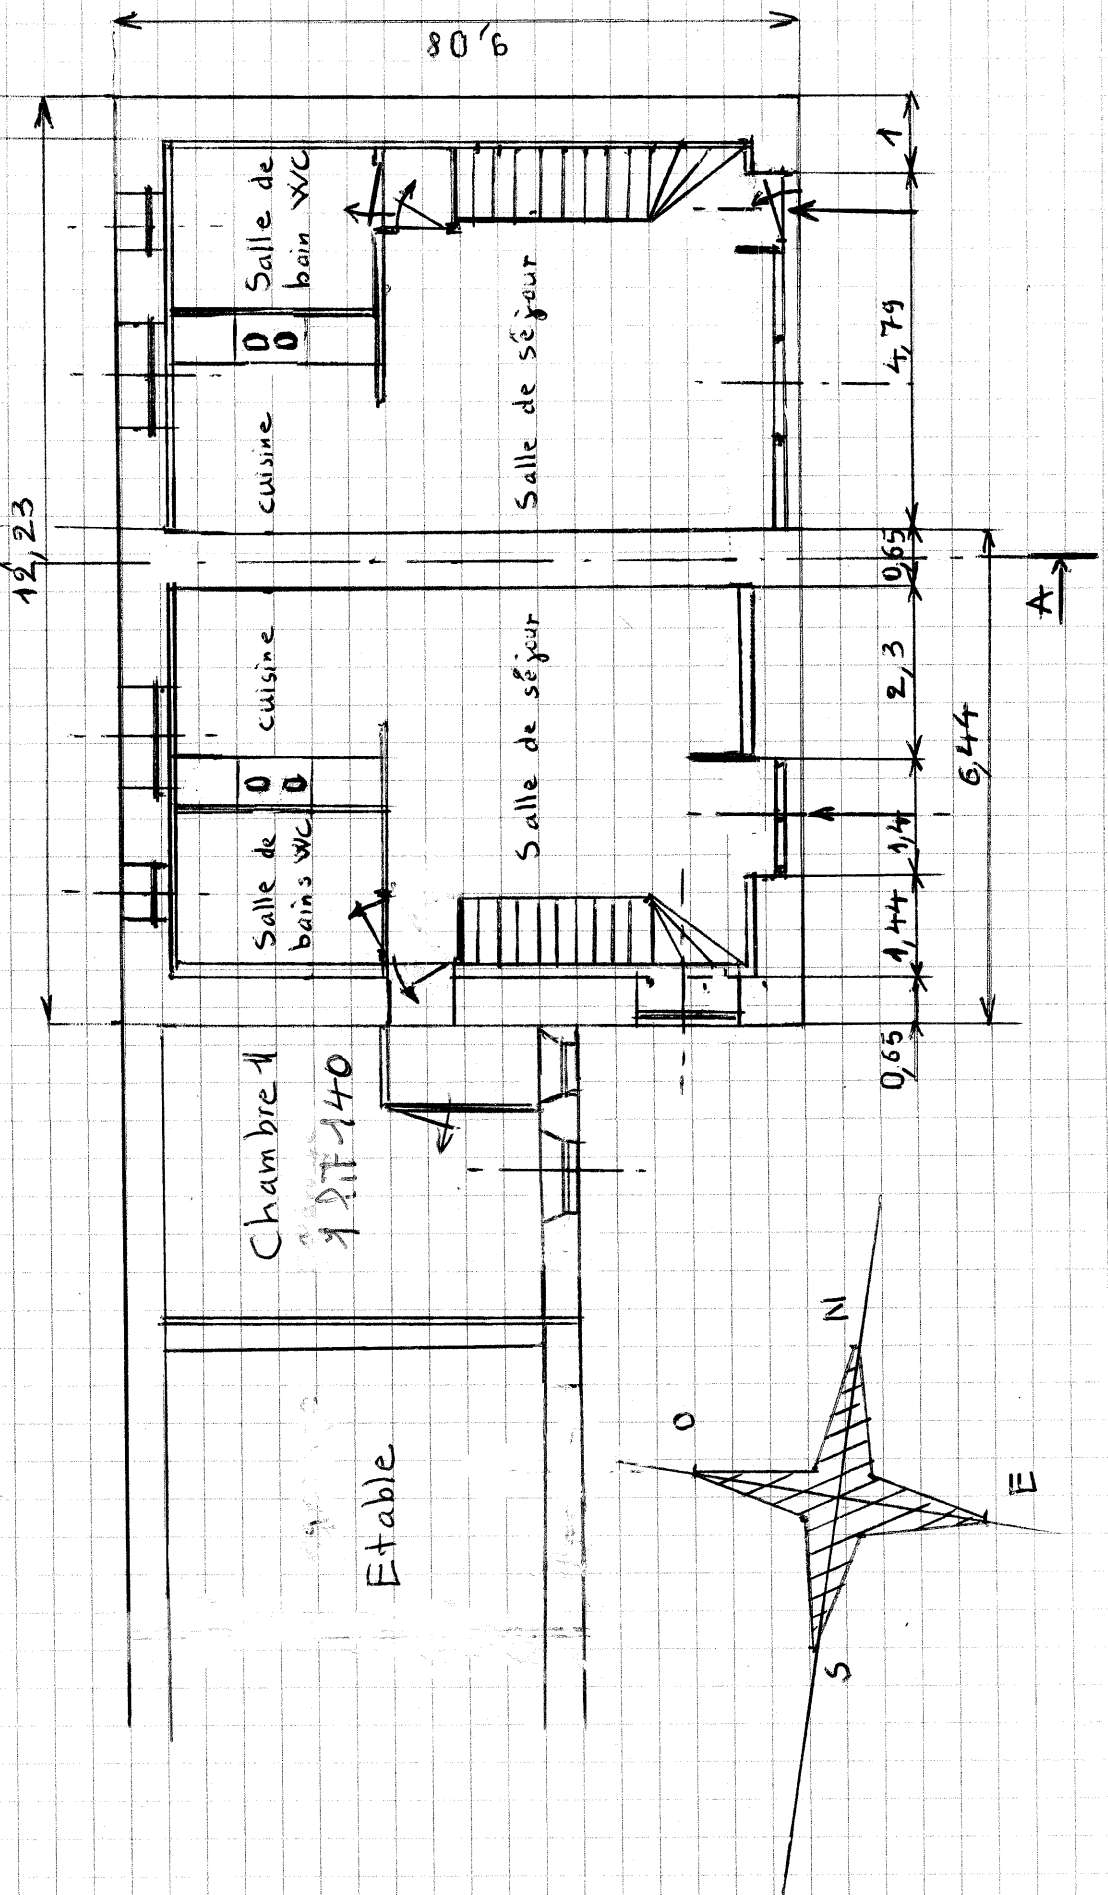 9,08
12,23
Salle de
bain WC
cuisine
Salle de séjour
cuisine
Salle de séjour
Salle de
bains WC
Chambre 1
140
Etable
1
4,79
0,65
2,3
1,4
1,44
0,65
6,44
A
N
O
E
S